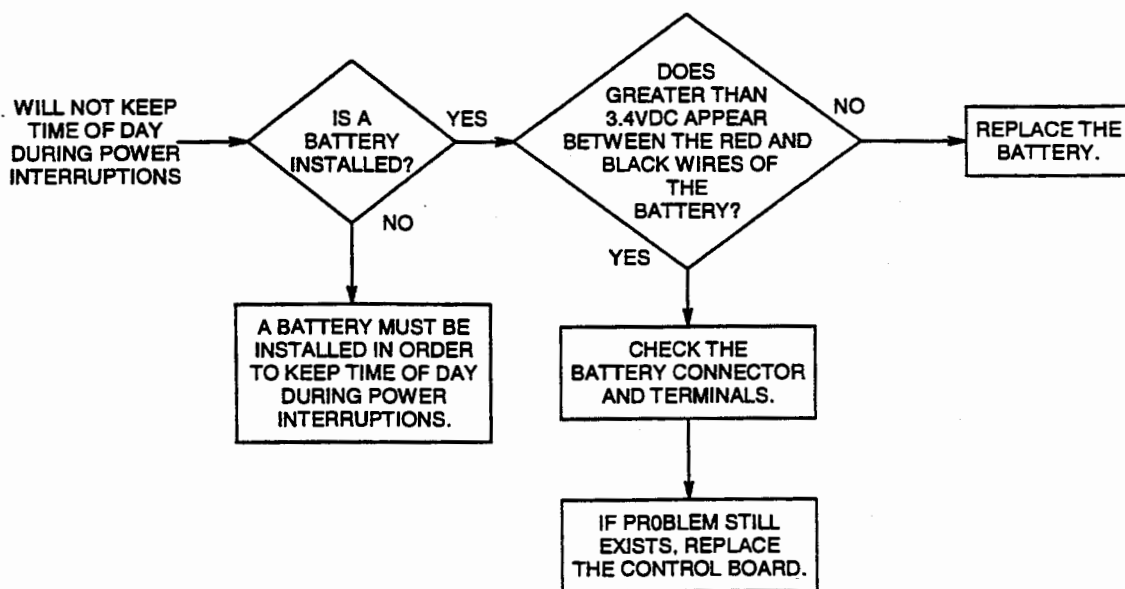 WILL NOT KEEP
TIME OF DAY
DURING POWER
INTERRUPTIONS
IS A
BATTERY
INSTALLED?
YES
NO
A BATTERY MUST BE
INSTALLED IN ORDER
TO KEEP TIME OF DAY
DURING POWER
INTERRUPTIONS.
DOES
GREATER THAN
3.4VDC APPEAR
BETWEEN THE RED AND
BLACK WIRES OF
THE
BATTERY?
NO
REPLACE THE
BATTERY.
YES
CHECK THE
BATTERY CONNECTOR
AND TERMINALS.
IF PROBLEM STILL
EXISTS, REPLACE
THE CONTROL BOARD.